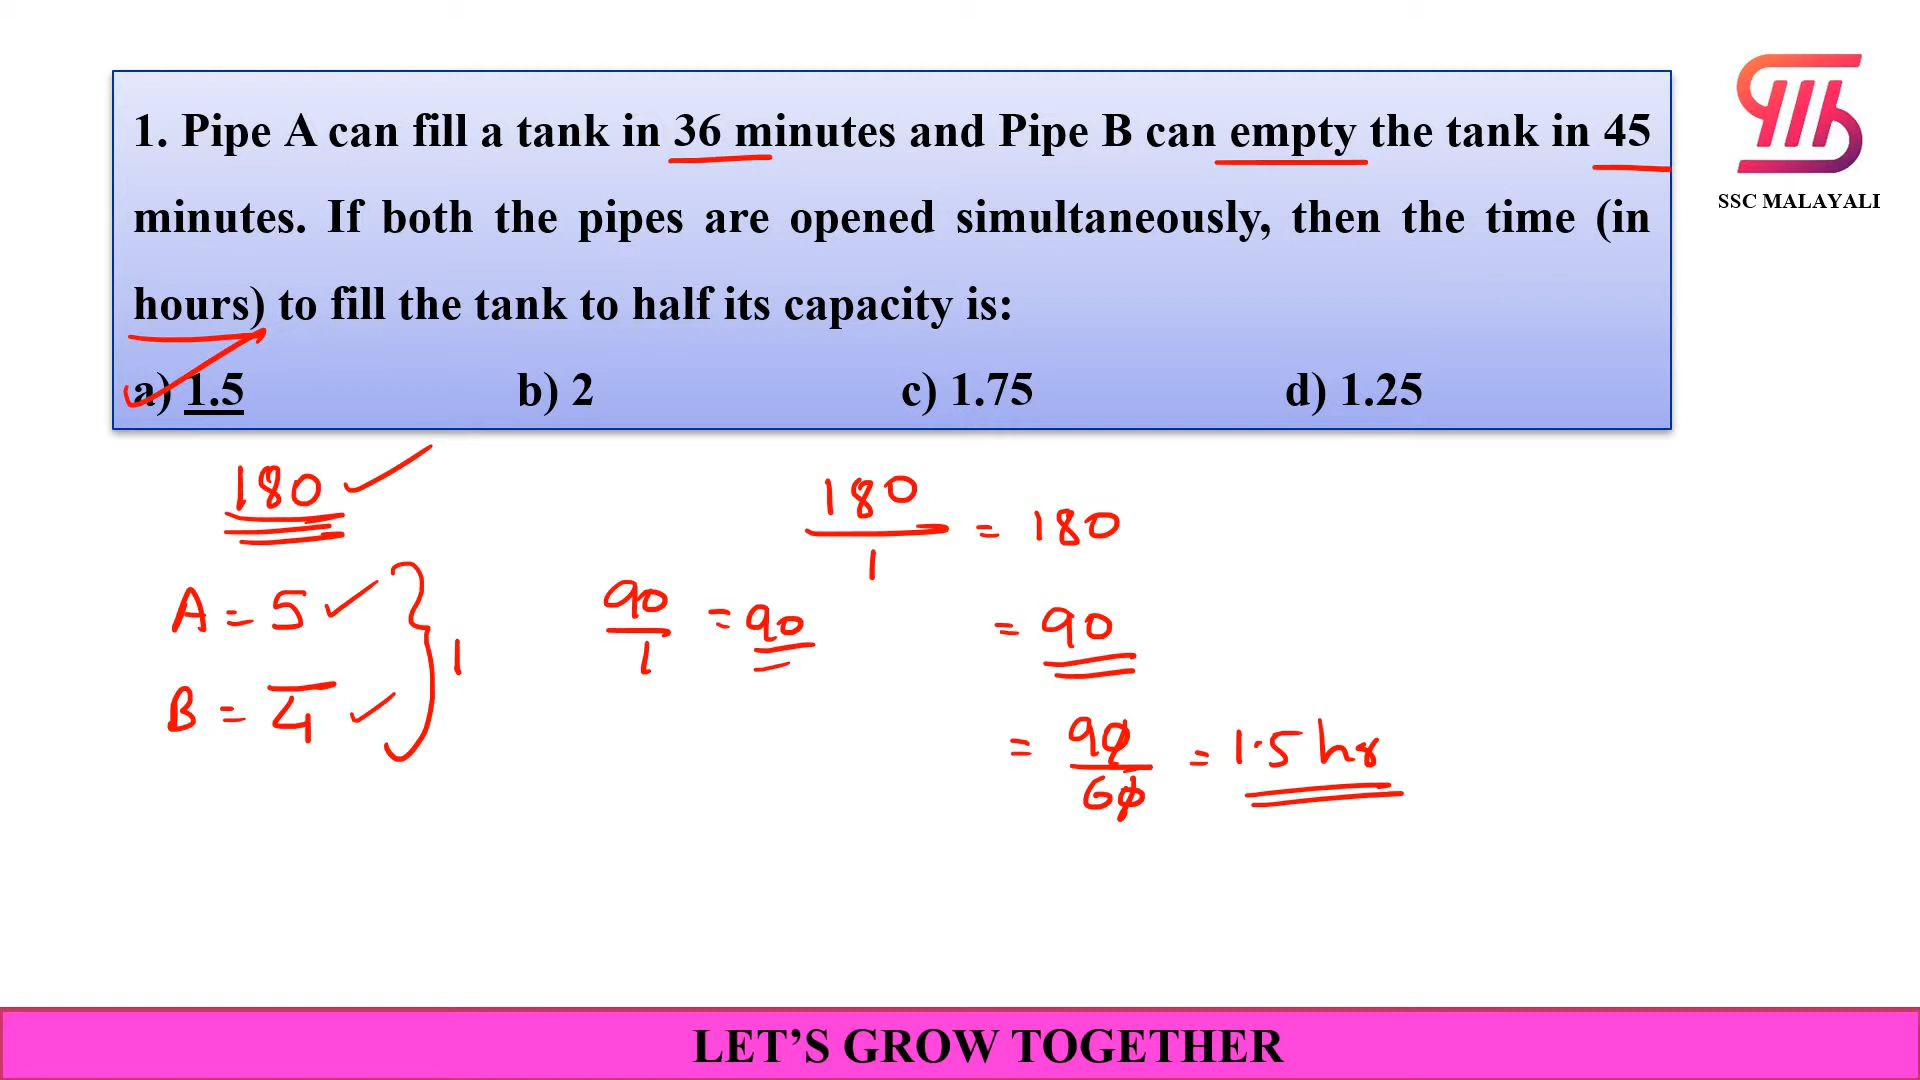 1. Pipe A can fill a tank in 36 minutes and Pipe B can empty the tank in 45
minutes. If both the pipes are opened simultaneously, then the time (in
hours) to fill the tank to half its capacity is:
a) 1.5 b) 2 c) 1.75 d) 1.25
SSC MALAYALI
180
A = 5
B = 4
1
180
1
= 180
90
1
= 90
= 90
= 90
60
= 1.5 hr
LET’S GROW TOGETHER